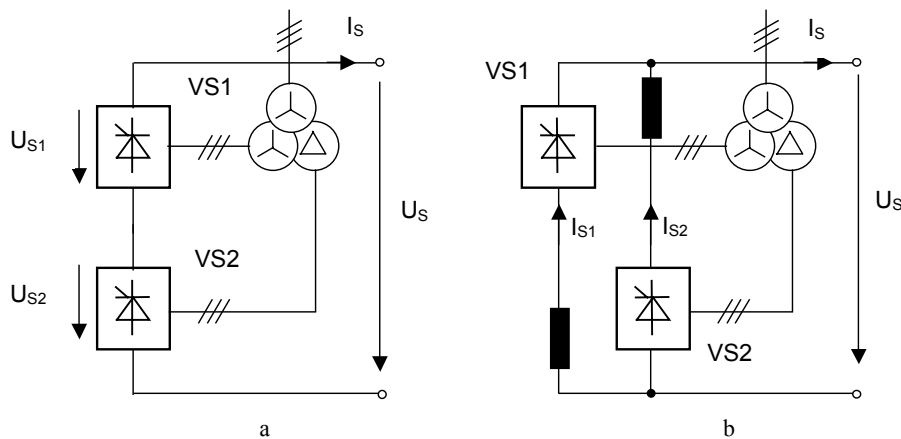 I_S
VS1
U_S1
U_S
VS2
U_S2
a
I_S
VS1
U_S
I_S1
I_S2
VS2
b